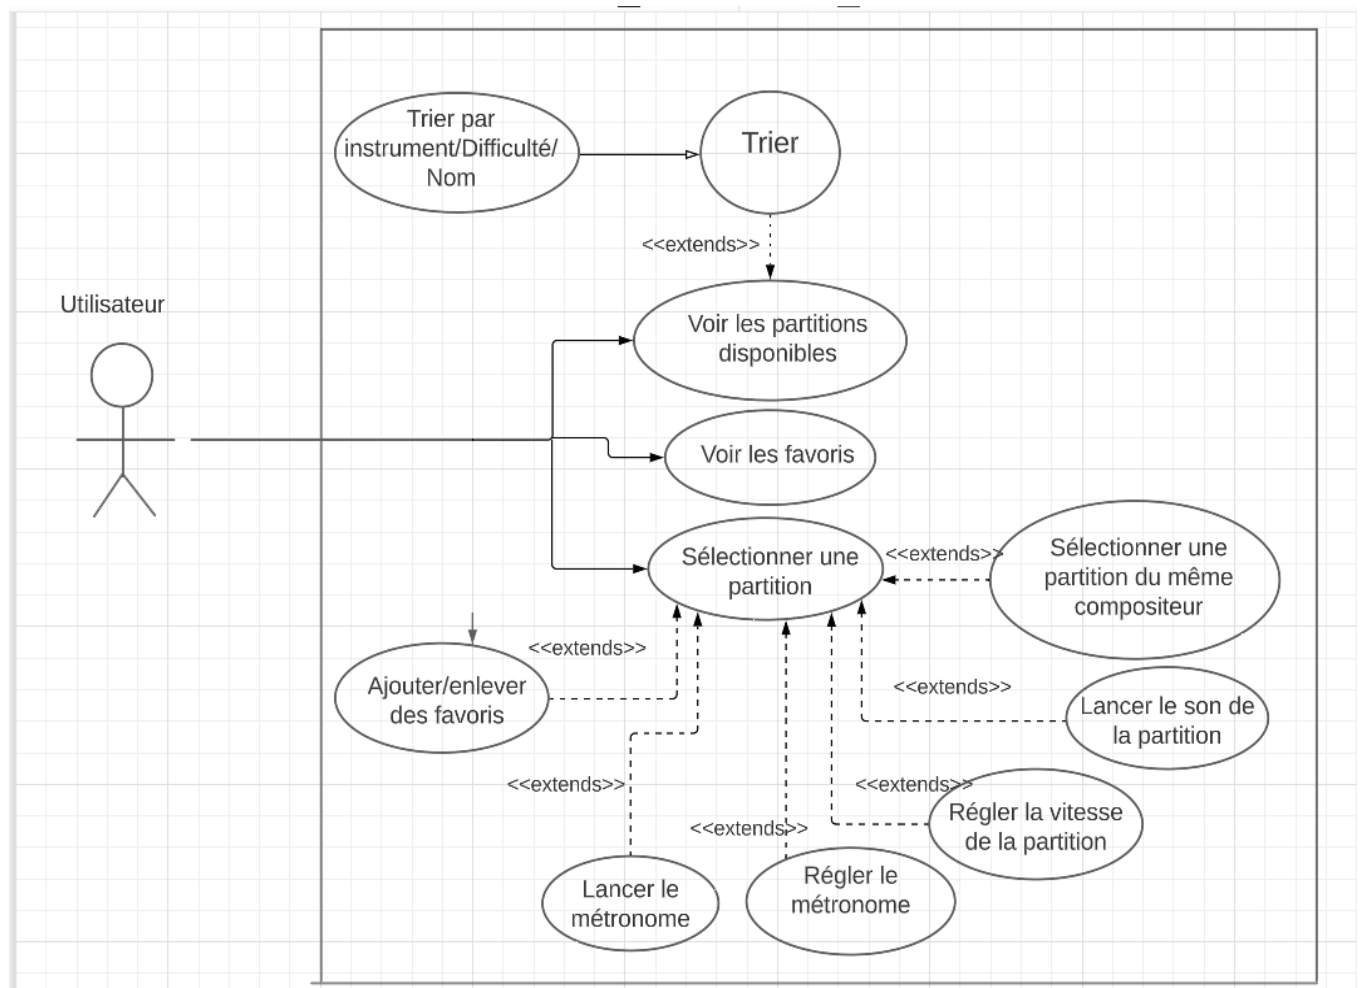 Trier par
instrument/Difficulté/
Nom
Trier
<<extends>>
Utilisateur
Voir les partitions
disponibles
Voir les favoris
Sélectionner une
partition
<<extends>>
Sélectionner une
partition du même
compositeur
<<extends>>
Ajouter/enlever
des favoris
<<extends>>
Lancer le son de
la partition
<<extends>>
<<extends>>
Régler la vitesse
de la partition
<<extends>>
Lancer le
métronome
Régler le
métronome